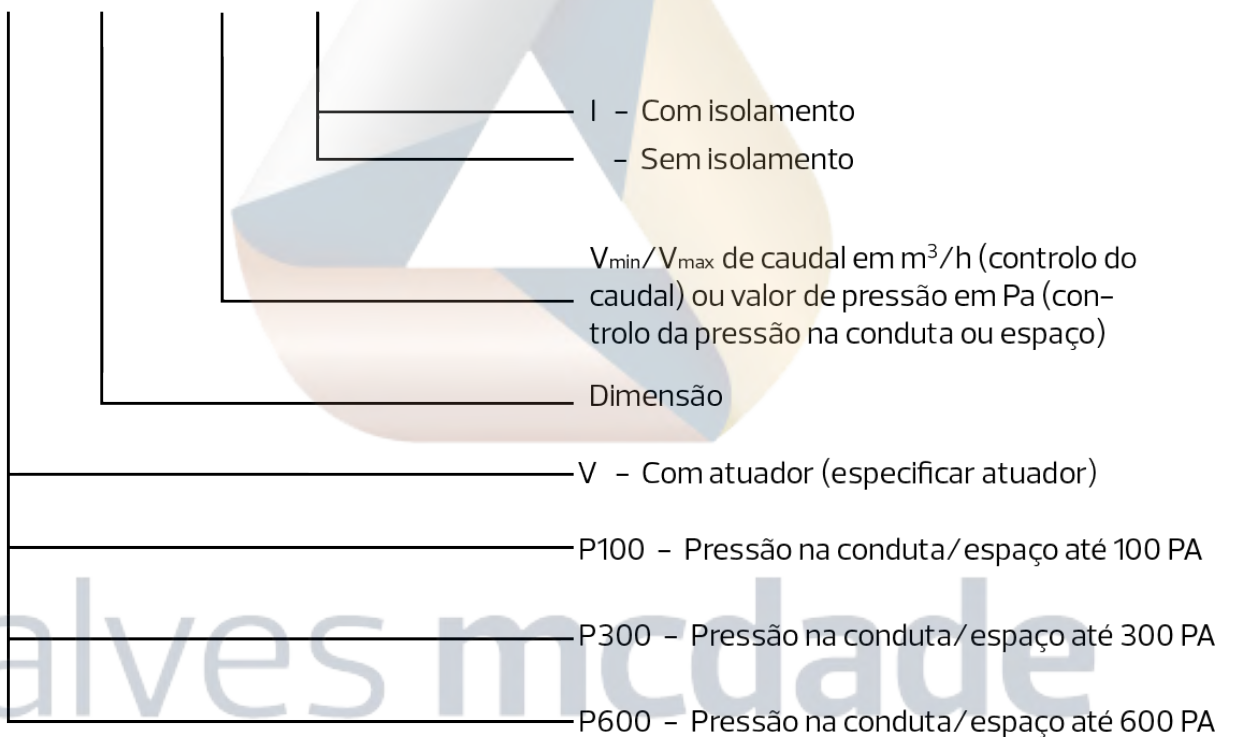 I - Com isolamento
- Sem isolamento
Vmin/Vmax de caudal em m³/h (controlo do
caudal) ou valor de pressão em Pa (con-
trolo da pressão na conduta ou espaço)
Dimensão
V - Com atuador (especificar atuador)
P100 - Pressão na conduta/espaço até 100 PA
P300 - Pressão na conduta/espaço até 300 PA
alves mcdade
P600 - Pressão na conduta/espaço até 600 PA